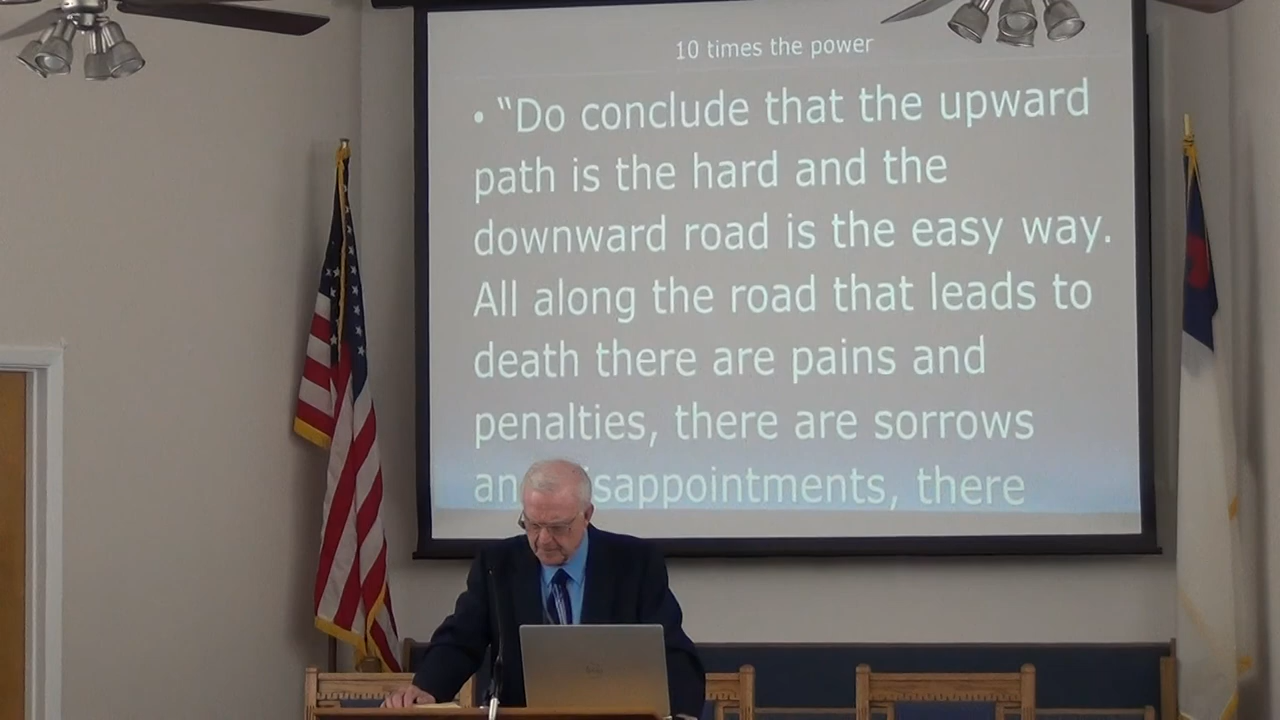 10 times the power
• “Do conclude that the upward
path is the hard and the
downward road is the easy way.
All along the road that leads to
death there are pains and
penalties, there are sorrows
disappointments, there